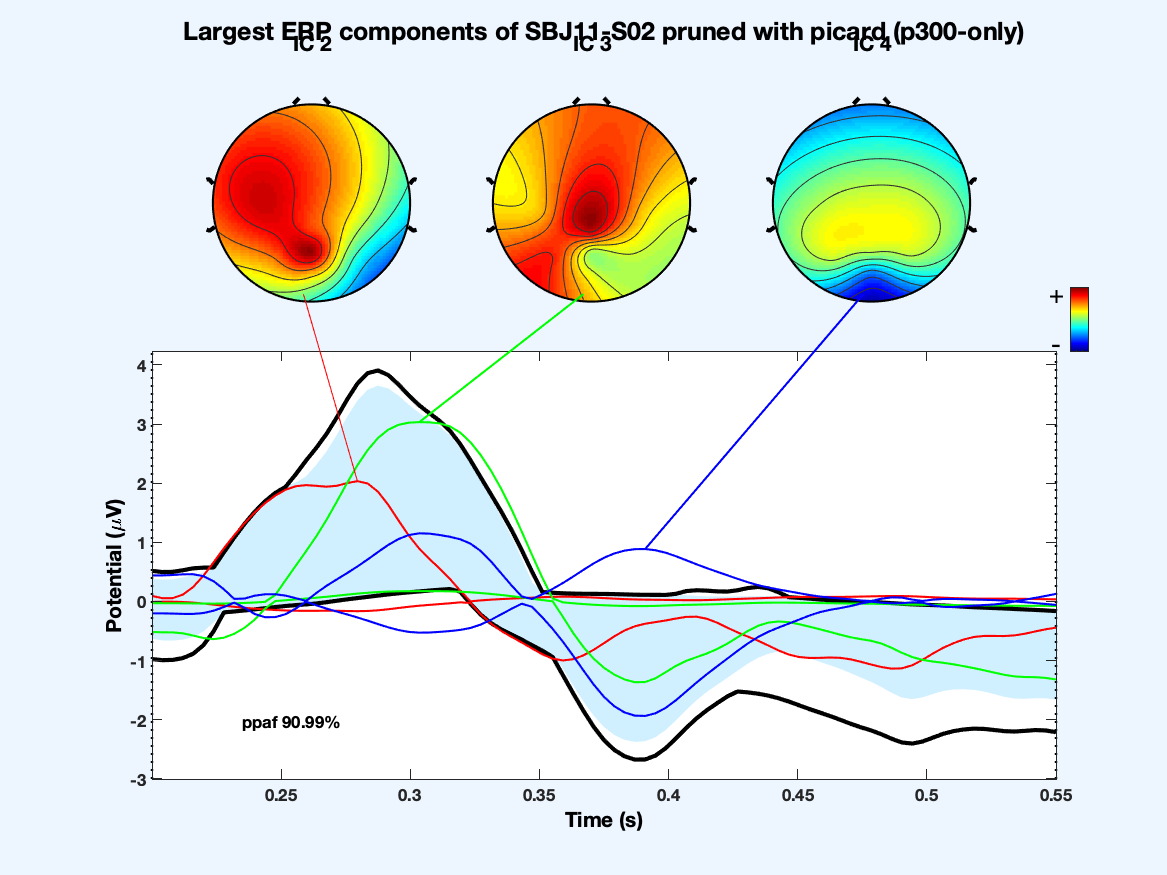 Largest ERP components of SBJ11-S02 pruned with picard (p300-only)
IC 2
IC 3
IC 4
+
-
4
3
2
1
0
-1
-2
-3
Potential (μV)
ppaf 90.99%
0.25
0.3
0.35
0.4
0.45
0.5
0.55
Time (s)